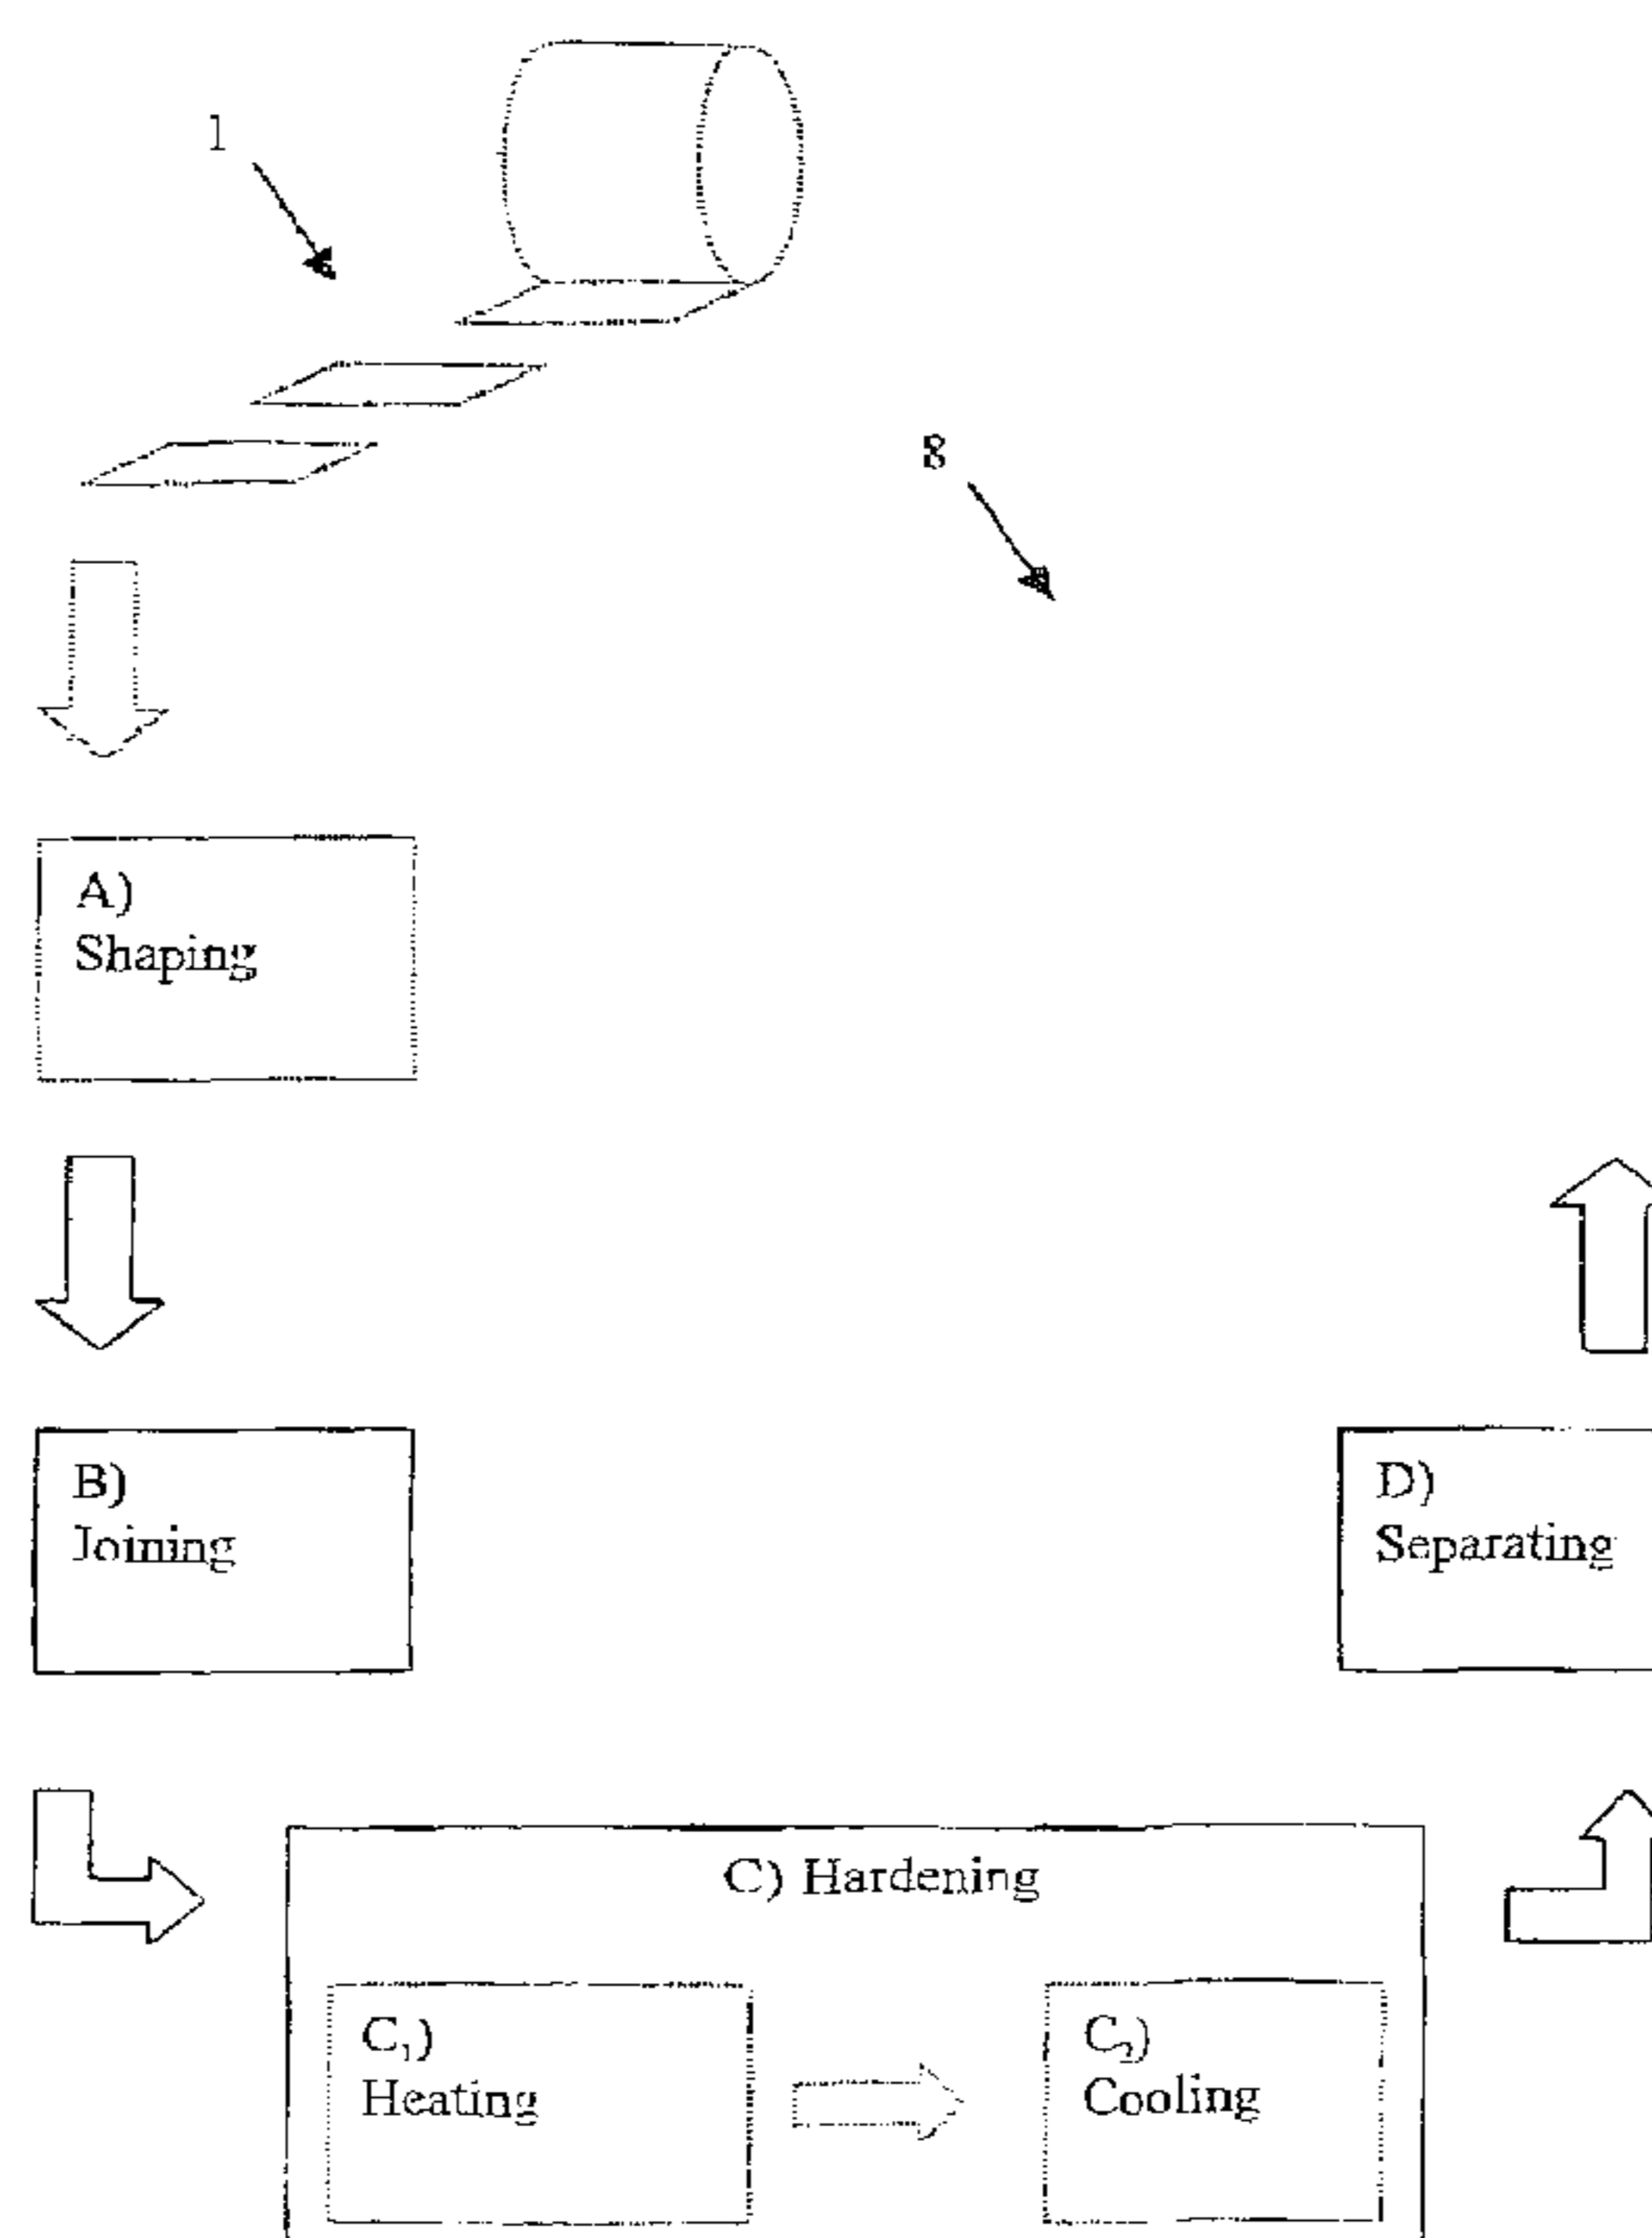 1
8
A)
Shaping
B)
Joining
D)
Separating
C) Hardening
C₁)
Heating
C₂)
Cooling